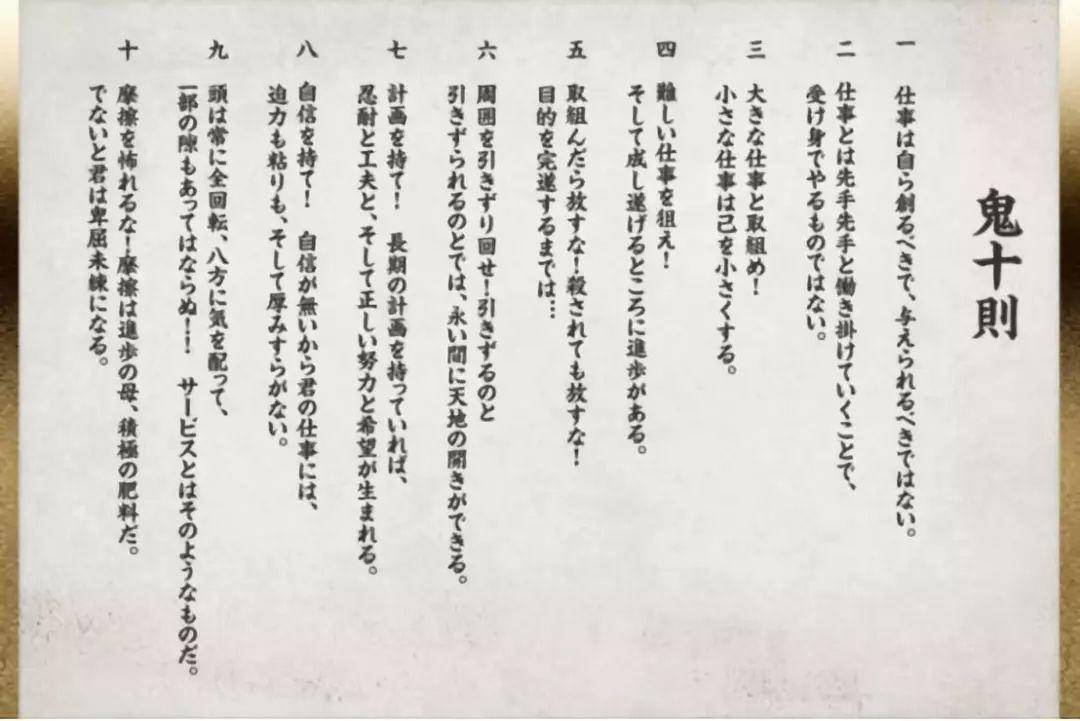 鬼十則
一 仕事は自ら創るべきで、与えられるべきではない。
二 仕事とは先手先手と働き掛けていくことで、
受け身でやるものではない。
三 大きな仕事と取組め！
小さな仕事は己を小さくする。
四 難しい仕事を狙え！
そして成し遂げるところに進歩がある。
五 取組んだら放すな！殺されても放すな！
目的を完遂するまでは…
六 周囲を引きずり回せ！引きずるのと
引きずられるのとでは、永い間に天地の開きができる。
七 計画を持て！ 長期の計画を持っていれば、
忍耐と工夫と、そして正しい努力と希望が生まれる。
八 自信を持て！ 自信が無いから君の仕事には、
迫力も粘りも、そして厚みすらがない。
九 頭は常に全回転、八方に気を配って、
一部の隙もあってはならぬ！！ サービスとはそのようなものだ。
十 摩擦を怖れるな！摩擦は進歩の母、積極の肥料だ。
でないと君は卑屈未練になる。